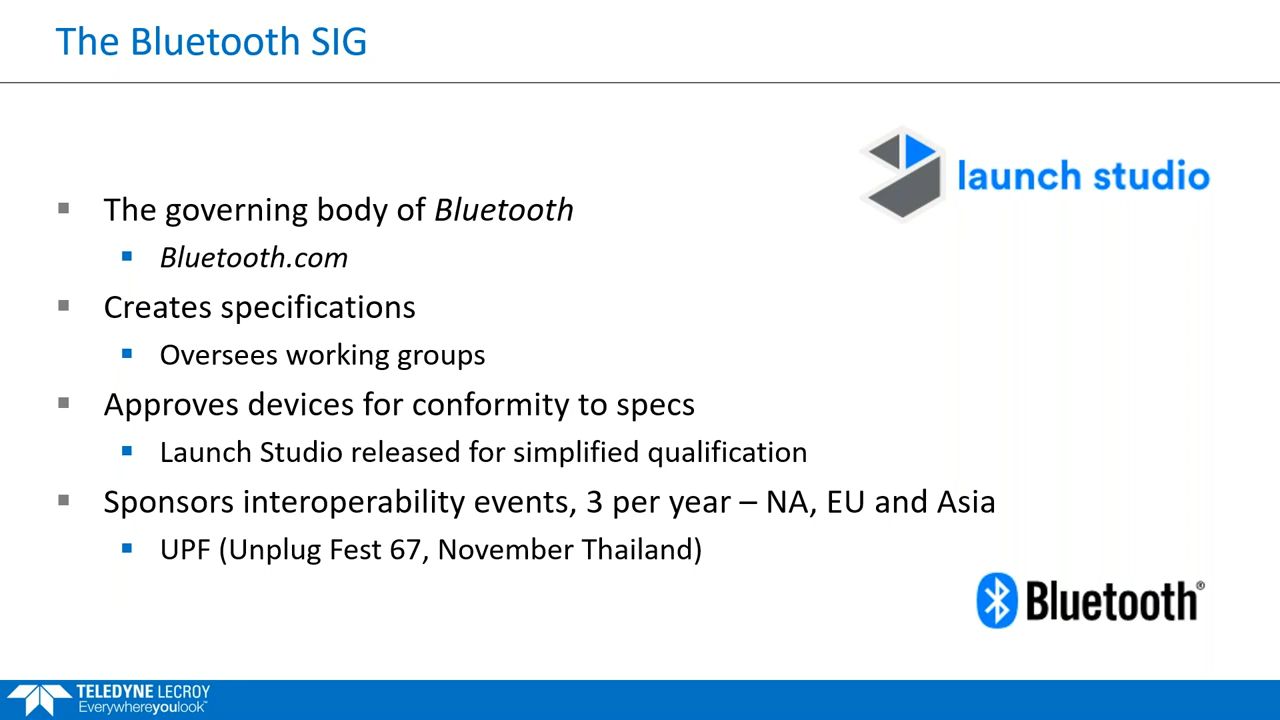 The Bluetooth SIG
launch studio
▪ The governing body of Bluetooth
▪ Bluetooth.com
▪ Creates specifications
▪ Oversees working groups
▪ Approves devices for conformity to specs
▪ Launch Studio released for simplified qualification
▪ Sponsors interoperability events, 3 per year – NA, EU and Asia
▪ UPF (Unplug Fest 67, November Thailand)
Bluetooth®
TELEDYNE LECROY
Everywhereyoulook™